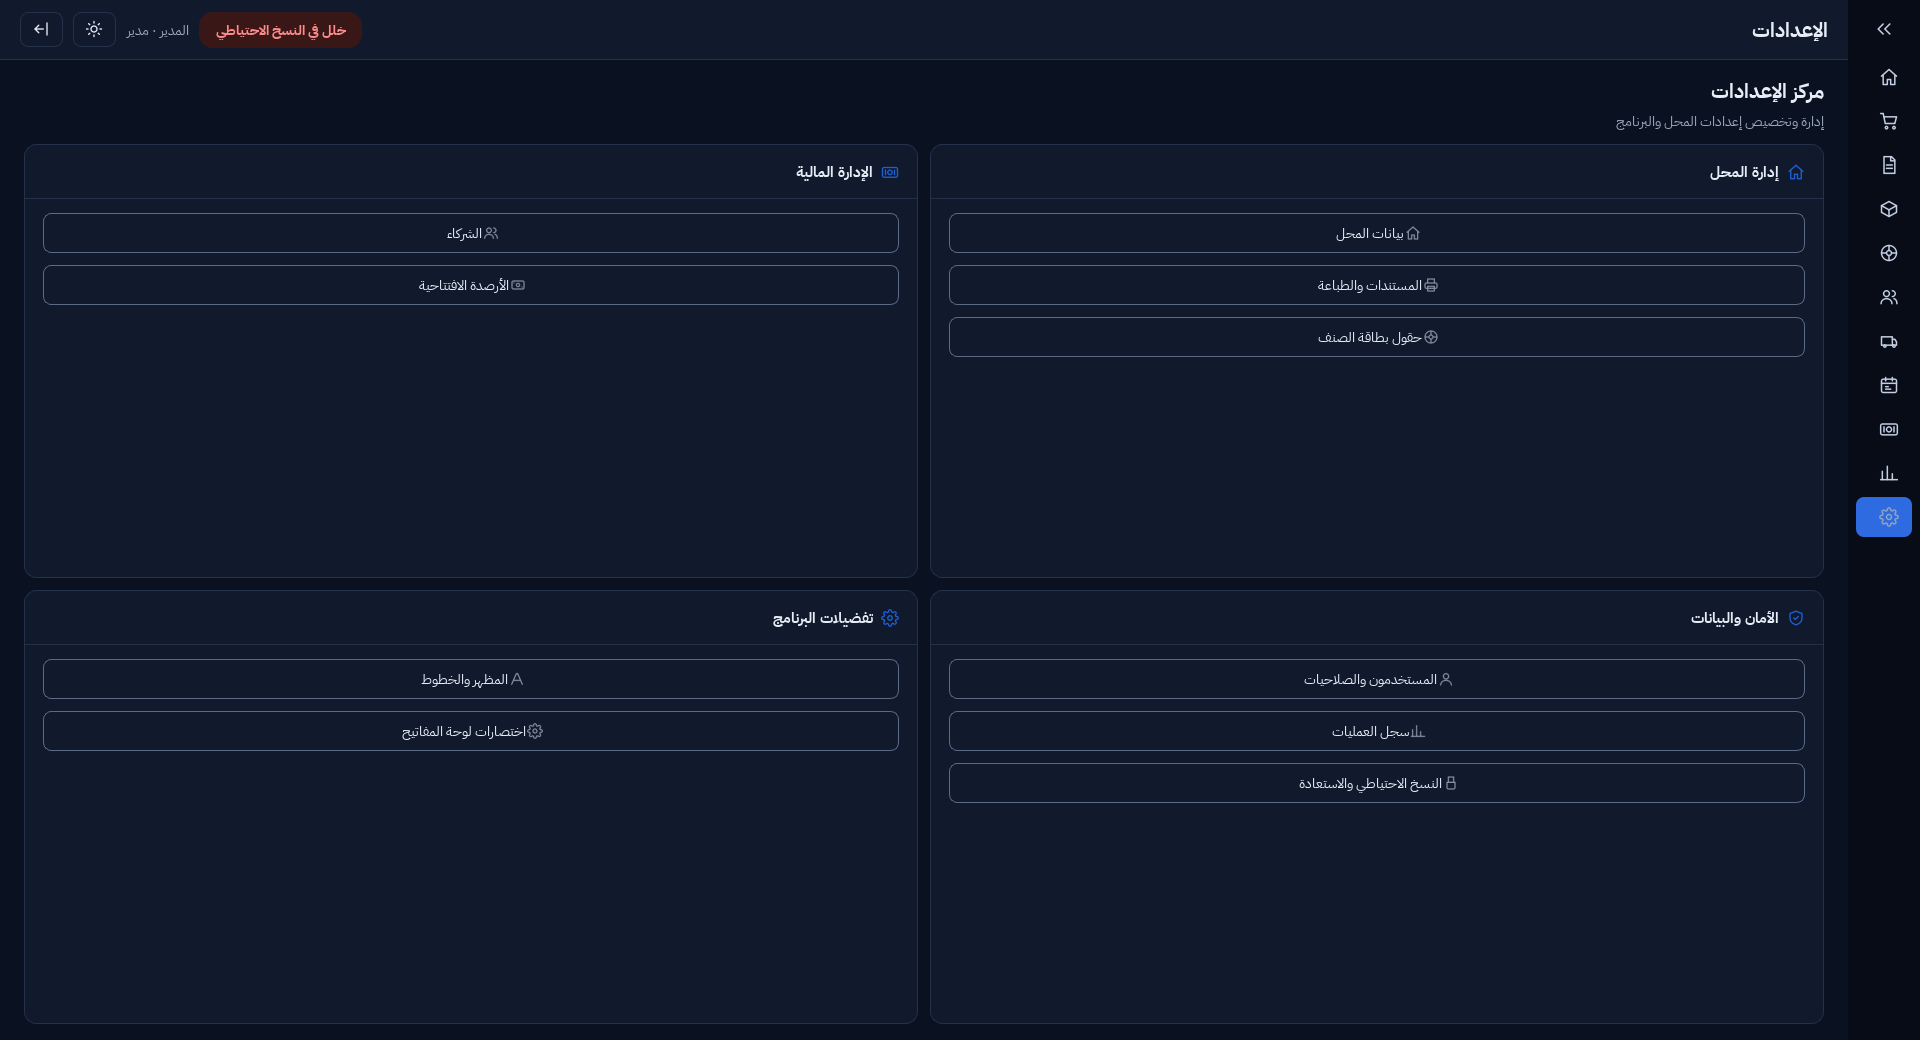 الإعدادات
المدير · مدير
خلل في النسخ الاحتياطي
مركز الإعدادات
إدارة وتخصيص إعدادات المحل والبرنامج
إدارة المحل
بيانات المحل
المستندات والطباعة
حقول بطاقة الصنف
الإدارة المالية
الشركاء
الأرصدة الافتتاحية
الأمان والبيانات
المستخدمون والصلاحيات
سجل العمليات
النسخ الاحتياطي والاستعادة
تفضيلات البرنامج
المظهر والخطوط
اختصارات لوحة المفاتيح